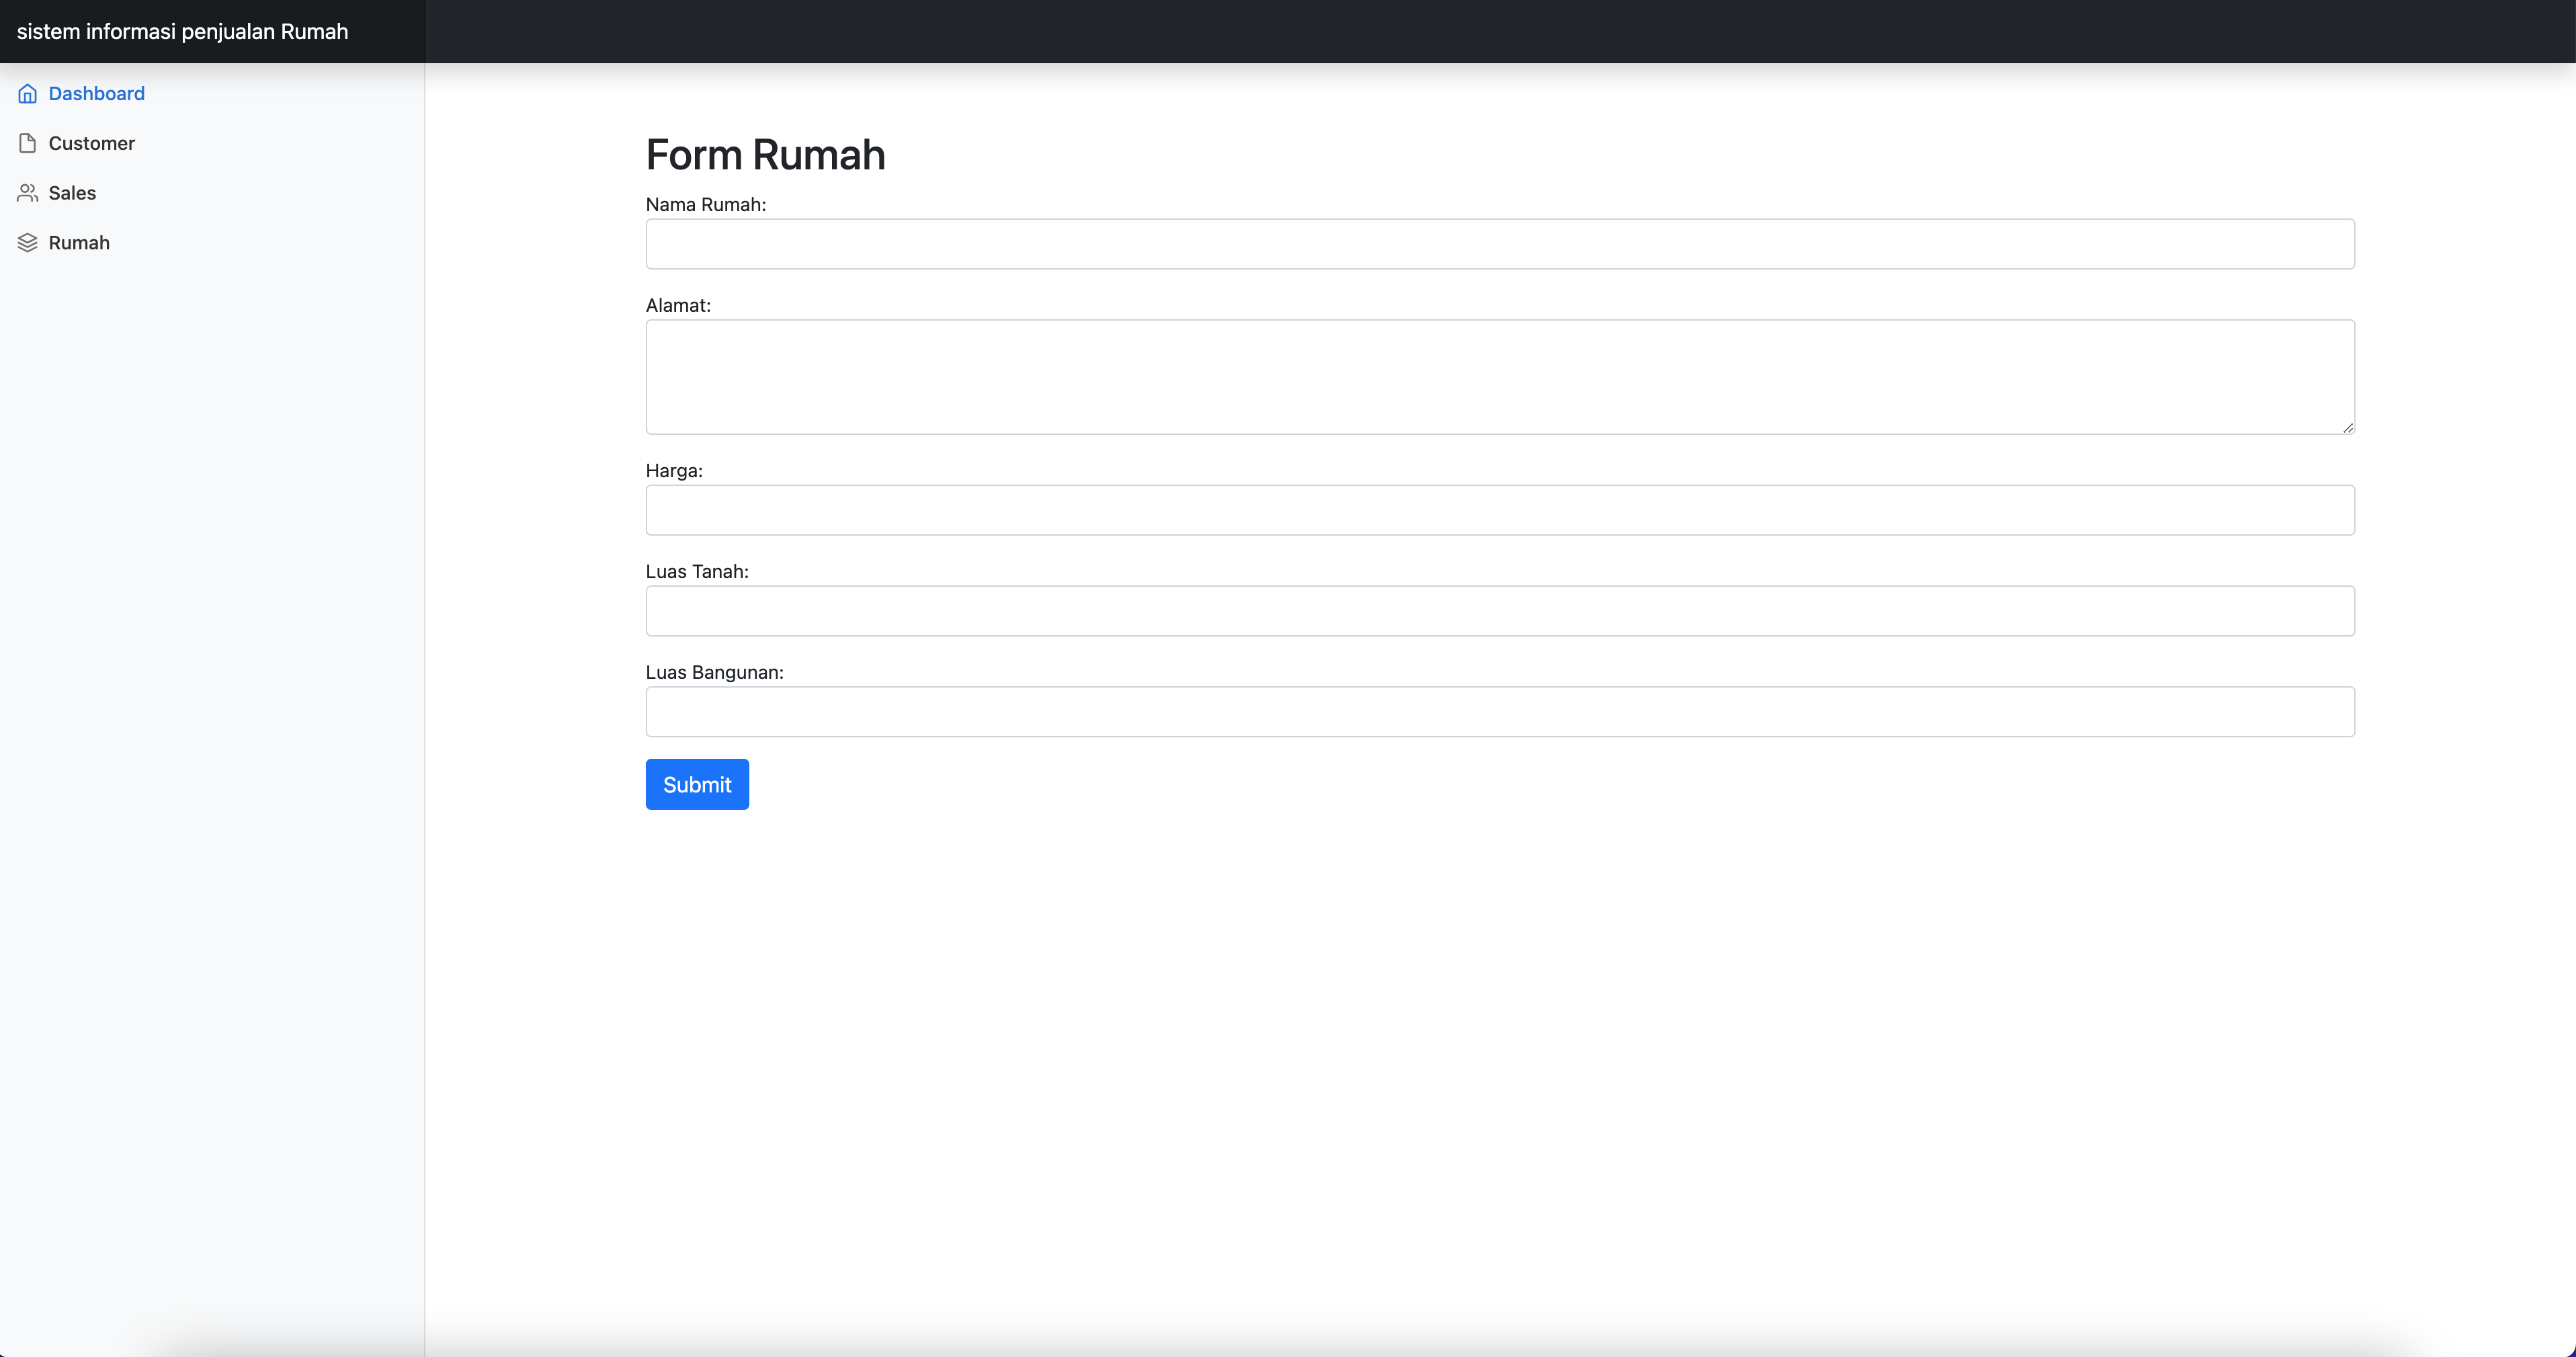 sistem informasi penjualan Rumah
Dashboard
Customer
Sales
Rumah
Form Rumah
Nama Rumah:
Alamat:
Harga:
Luas Tanah:
Luas Bangunan:
Submit